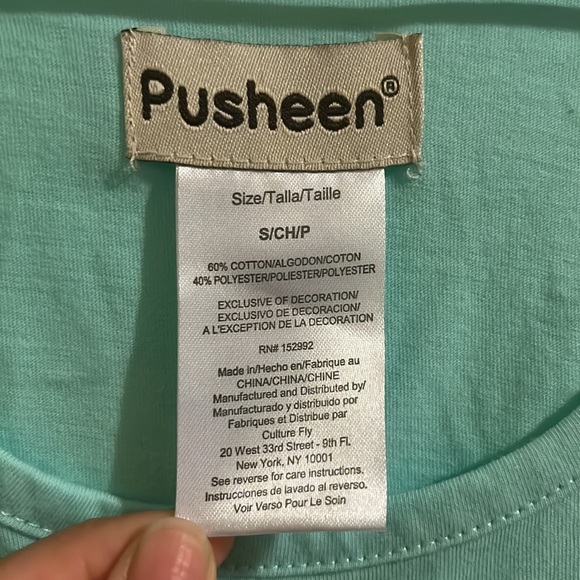 Pusheen®
Size/Talla/Taille
S/CH/P
60% COTTON/ALGODON/COTON
40% POLYESTER/POLIESTER/POLYESTER
EXCLUSIVE OF DECORATION/
EXCLUSIVO DE DECORACION/
A L'EXCEPTION DE LA DECORATION
RN# 152992
Made in/Hecho en/Fabrique au
CHINA/CHINA/CHINE
Manufactured and Distributed by/
Manufacturado y distribuido por
Fabriques et Distribue par
Culture Fly
20 West 33rd Street - 9th Fl.
New York, NY 10001
See reverse for care instructions.
Instrucciones de lavado al reverso.
Voir Verso Pour Le Soin